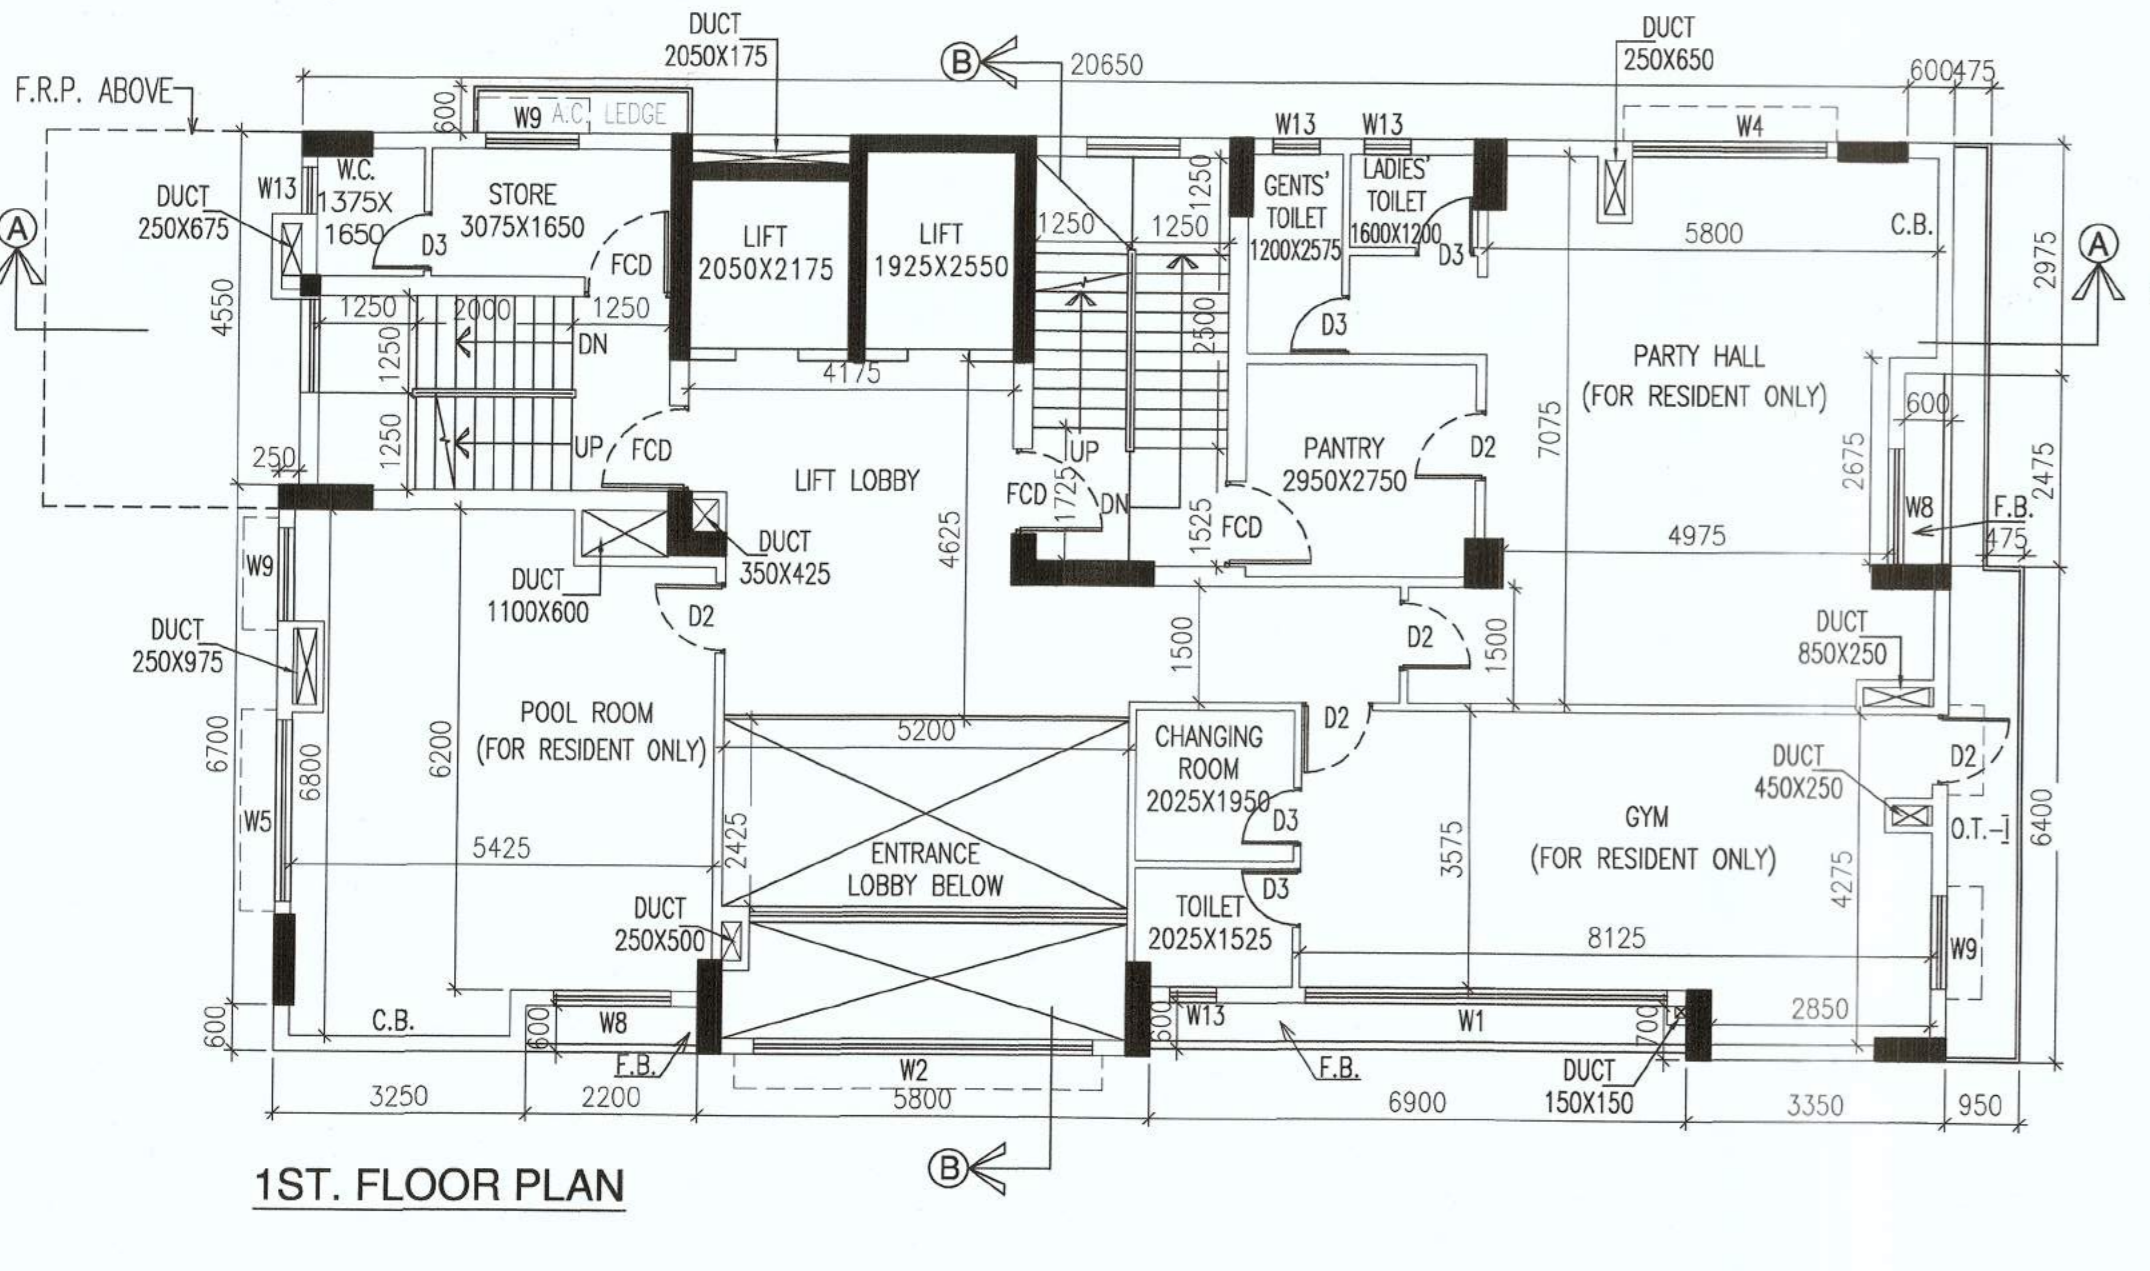 DUCT
2050X175
B
20650
DUCT
250X650
600
475
F.R.P. ABOVE
600
W9
A.C. LEDGE
W13
W13
W4
W.C.
1375X
1650
STORE
3075X1650
W13
DUCT
250X675
D3
FCD
LIFT
2050X2175
LIFT
1925X2550
1250
1250
1250
GENTS'
TOILET
1200X2575
LADIES'
TOILET
1600X1200
D3
5800
C.B.
2975
A
A
4550
1250
2000
1250
DN
1250
4175
2500
D3
PARTY HALL
(FOR RESIDENT ONLY)
600
7075
2675
2475
250
1250
UP
FCD
LIFT LOBBY
UP
FCD
1725
DN
1525
FCD
PANTRY
2950X2750
D2
4975
W8
F.B.
475
W9
DUCT
350X425
DUCT
1100X600
D2
4625
1500
D2
1500
DUCT
850X250
DUCT
250X975
6700
6800
6200
POOL ROOM
(FOR RESIDENT ONLY)
5200
CHANGING
ROOM
2025X1950
D2
D3
DUCT
450X250
D2
W5
5425
2425
ENTRANCE
LOBBY BELOW
D3
3575
GYM
(FOR RESIDENT ONLY)
4275
O.T.-I
6400
DUCT
250X500
TOILET
2025X1525
8125
W9
600
C.B.
600
W8
F.B.
W2
600
W13
F.B.
W1
700
DUCT
150X150
2850
3250
2200
5800
6900
3350
950
B
1ST. FLOOR PLAN